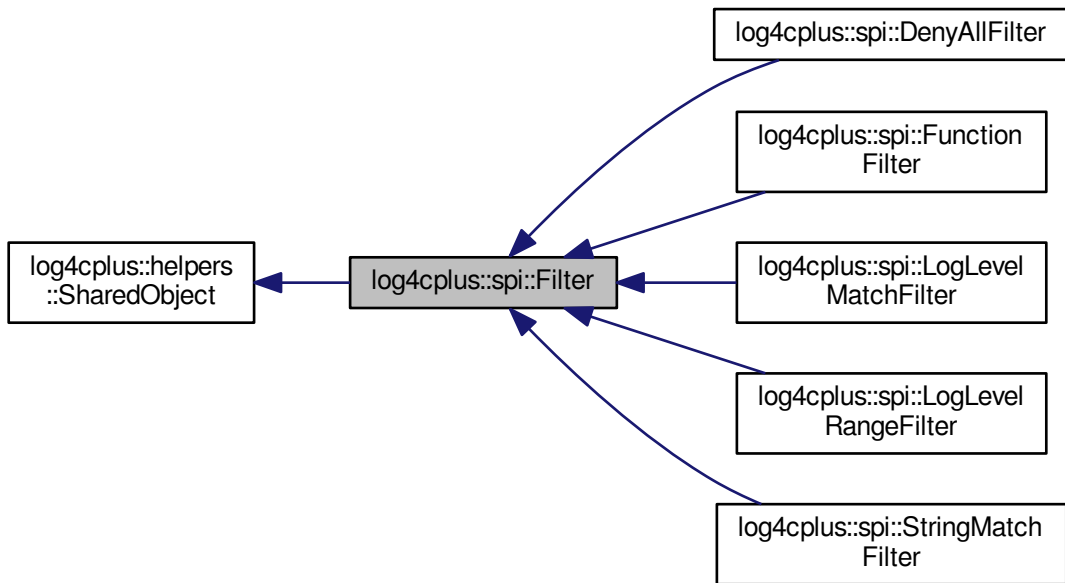 log4cplus::helpers
::SharedObject
log4cplus::spi::Filter
log4cplus::spi::DenyAllFilter
log4cplus::spi::Function
Filter
log4cplus::spi::LogLevel
MatchFilter
log4cplus::spi::LogLevel
RangeFilter
log4cplus::spi::StringMatch
Filter